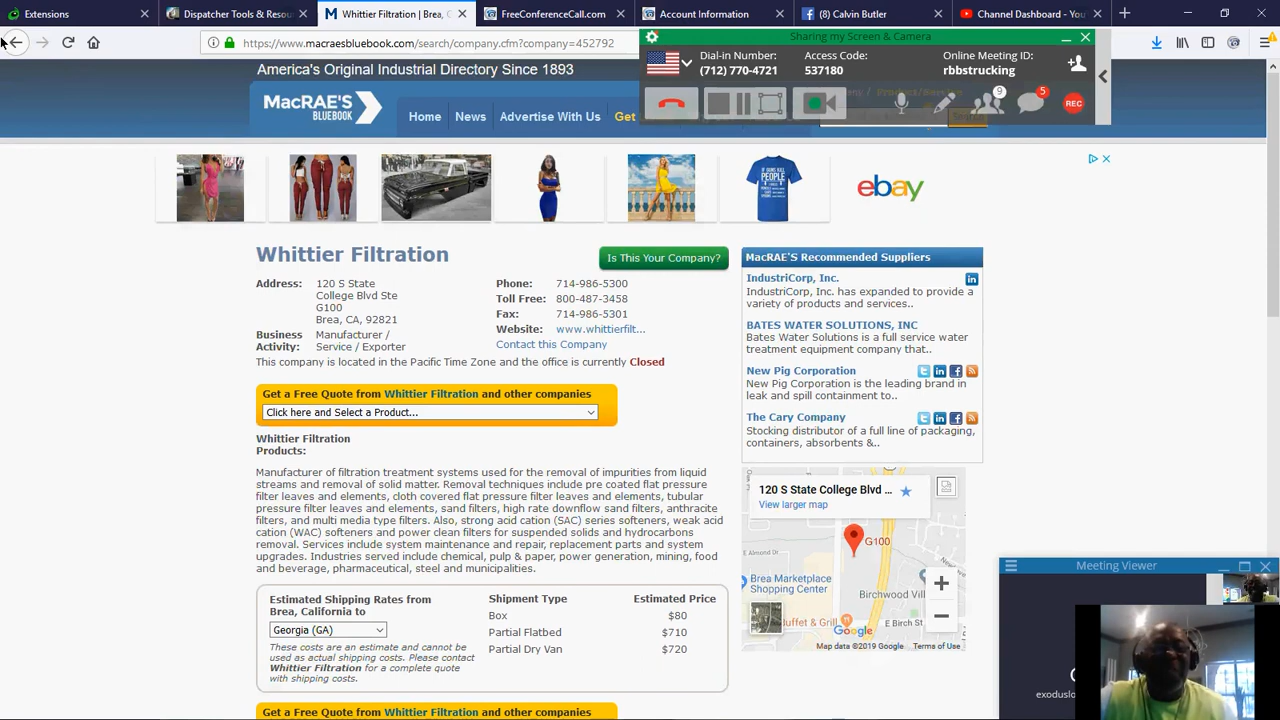 Extensions
Dispatcher Tools & Resou
Whittier Filtration | Brea, C
FreeConferenceCall.com
Account Information
(8) Calvin Butler
Channel Dashboard - You
https://www.macraesbluebook.com/search/company.cfm?company=452792
Sharing my Screen & Camera
Dial-in Number:
(712) 770-4721
Access Code:
537180
Online Meeting ID:
rbbstrucking
9
5
REC
America's Original Industrial Directory Since 1893
MacRAE'S
BLUEBOOK
Home
News
Advertise With Us
Get
IF GUNS KILL
PEOPLE
ebay
Whittier Filtration
Is This Your Company?
Address:
120 S State
College Blvd Ste
G100
Brea, CA, 92821
Business
Activity:
Manufacturer /
Service / Exporter
Phone: 714-986-5300
Toll Free: 800-487-3458
Fax: 714-986-5301
Website: www.whittierfilt...
Contact this Company
This company is located in the Pacific Time Zone and the office is currently Closed
Get a Free Quote from Whittier Filtration and other companies
Click here and Select a Product...
Whittier Filtration
Products:
Manufacturer of filtration treatment systems used for the removal of impurities from liquid
streams and removal of solid matter. Removal techniques include pre coated flat pressure
filter leaves and elements, cloth covered flat pressure filter leaves and elements, tubular
pressure filter leaves and elements, sand filters, high rate downflow sand filters, anthracite
filters, and multi media type filters. Also, strong acid cation (SAC) series softeners, weak acid
cation (WAC) softeners and power clean filters for suspended solids and hydrocarbons
removal. Services include system maintenance and repair, replacement parts and system
upgrades. Industries served include chemical, pulp & paper, power generation, mining, food
and beverage, pharmaceutical, steel and municipalities.
Estimated Shipping Rates from
Brea, California to
Georgia (GA)
These costs are an estimate and cannot be
used as actual shipping costs. Please contact
Whittier Filtration for a complete quote
with shipping costs.
Shipment Type Estimated Price
Box $80
Partial Flatbed $710
Partial Dry Van $720
Get a Free Quote from Whittier Filtration and other companies
MacRAE'S Recommended Suppliers
IndustriCorp, Inc.
IndustriCorp, Inc. has expanded to provide a
variety of products and services..
BATES WATER SOLUTIONS, INC
Bates Water Solutions is a full service water
treatment equipment company that..
New Pig Corporation
New Pig Corporation is the leading brand in
leak and spill containment to..
The Cary Company
Stocking distributor of a full line of packaging,
containers, absorbents &..
120 S State College Blvd ...
View larger map
G100
E Almond Dr
Brea Marketplace
Shopping Center
Birchwood Vil
uffet & Grill
E Birch St
Google
Map data ©2019 Google
Terms of Use
Meeting Viewer
exoduslo